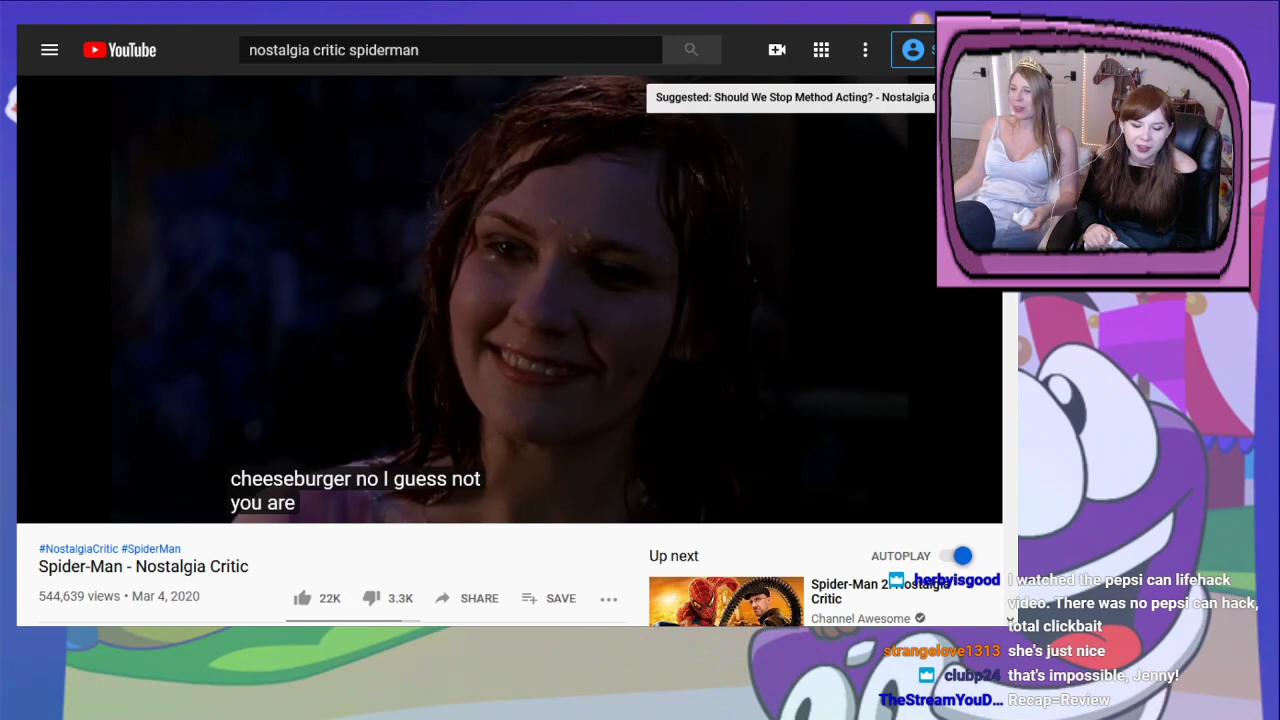 YouTube
nostalgia critic spiderman
Suggested: Should We Stop Method Acting? - Nostalgia
cheeseburger no I guess not
you are
#NostalgiaCritic #SpiderMan
Spider-Man - Nostalgia Critic
544,639 views • Mar 4, 2020
22K
3.3K
SHARE
SAVE
Up next
AUTOPLAY
Spider-Man 2 - Nostalgia
Critic
Channel Awesome
herbyisgood I watched the pepsi can lifehack
video. There was no pepsi can hack,
total clickbait
strangelove1313 she's just nice
clubp24 that's impossible, Jenny!
TheStreamYouD... Recap=Review